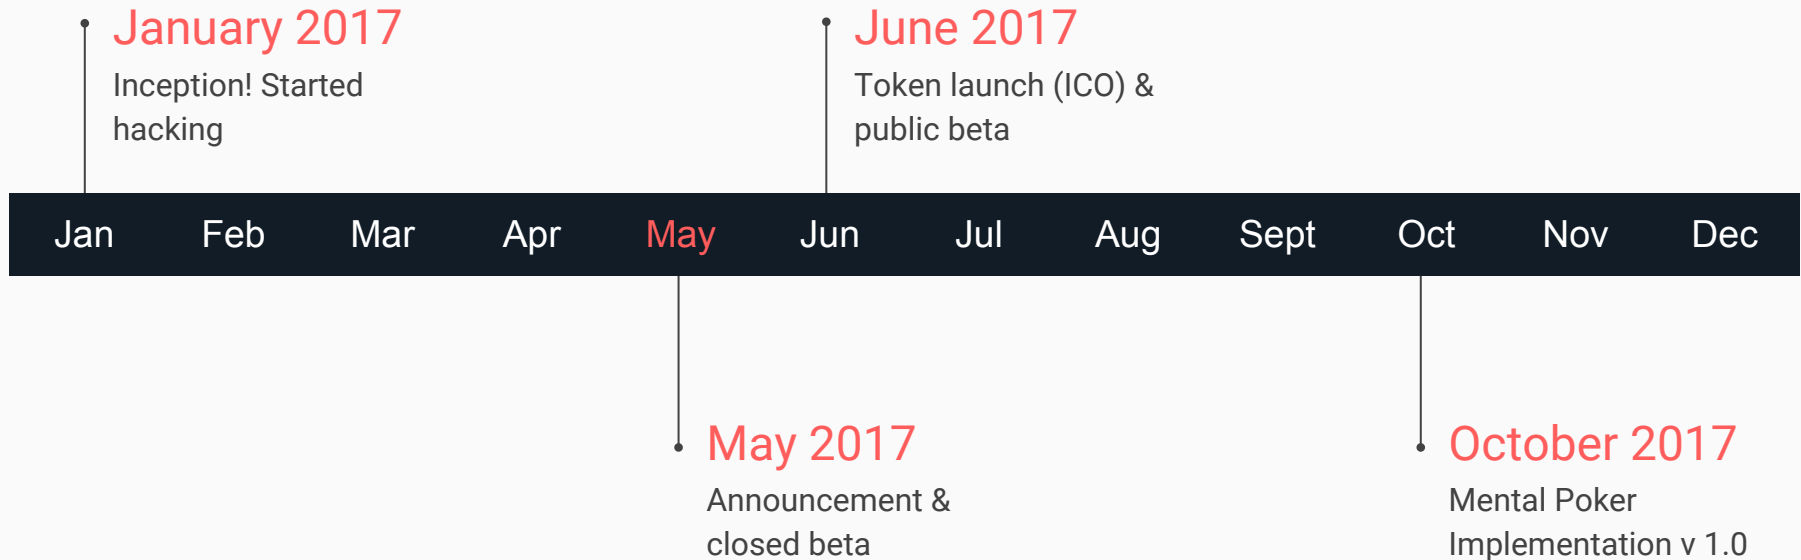 January 2017
Inception! Started
hacking
June 2017
Token launch (ICO) &
public beta
Jan Feb Mar Apr May Jun Jul Aug Sept Oct Nov Dec
May 2017
Announcement &
closed beta
October 2017
Mental Poker
Implementation v 1.0